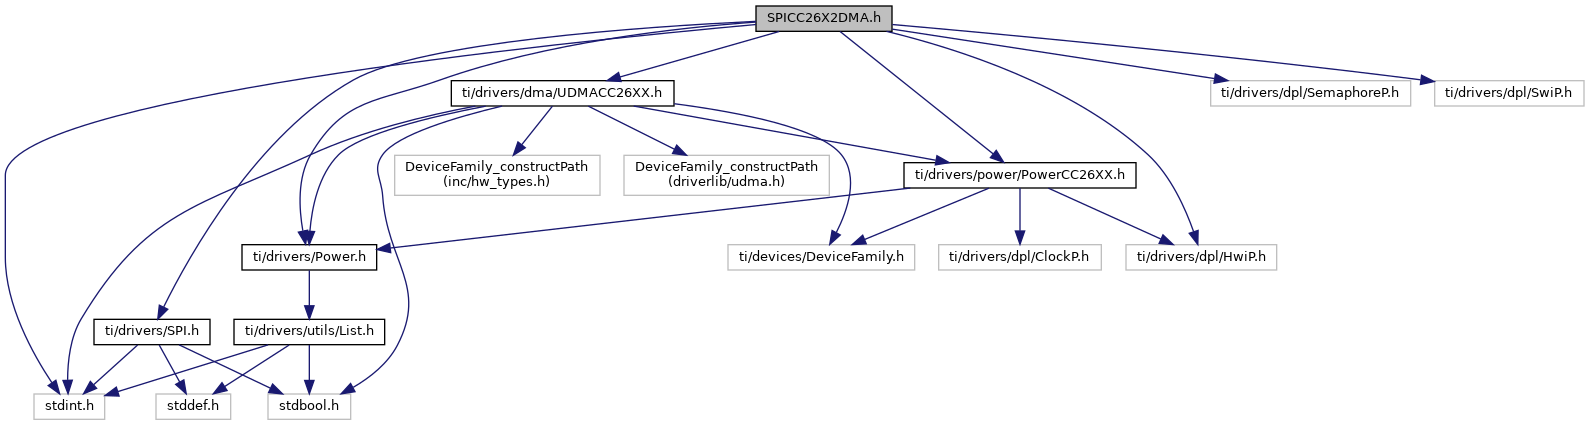 SPICC26X2DMA.h
ti/drivers/dma/UDMACC26XX.h
ti/drivers/dpl/SemaphoreP.h
ti/drivers/dpl/SwiP.h
DeviceFamily_constructPath
(inc/hw_types.h)
DeviceFamily_constructPath
(driverlib/udma.h)
ti/drivers/power/PowerCC26XX.h
ti/drivers/Power.h
ti/devices/DeviceFamily.h
ti/drivers/dpl/ClockP.h
ti/drivers/dpl/HwiP.h
ti/drivers/SPI.h
ti/drivers/utils/List.h
stdint.h
stddef.h
stdbool.h